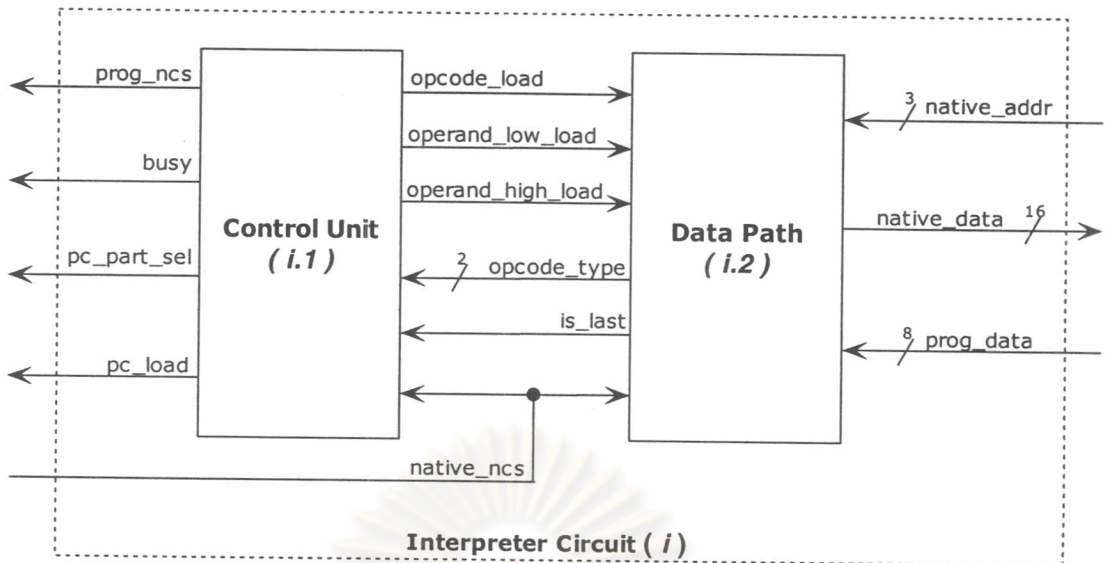 prog_ncs
busy
pc_part_sel
pc_load
Control Unit
( i.1 )
opcode_load
operand_low_load
operand_high_load
2 opcode_type
is_last
native_ncs
Data Path
( i.2 )
3 native_addr
native_data 16
8 prog_data
Interpreter Circuit ( i )